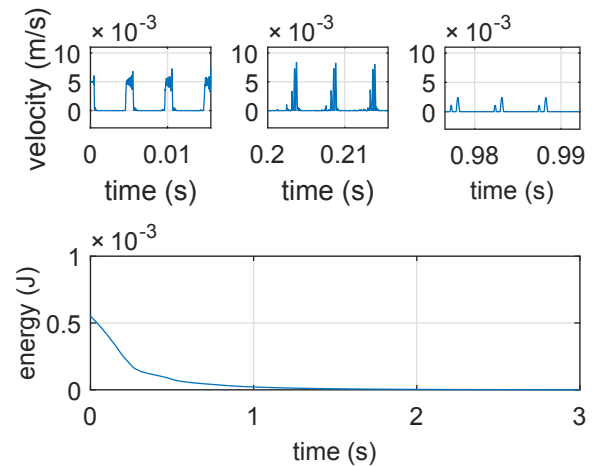 × 10⁻³ × 10⁻³ × 10⁻³
velocity (m/s)
10 10 10
5 5 5
0 0 0
0 0.01 0.2 0.21 0.98 0.99
time (s) time (s) time (s)
× 10⁻³
energy (J)
1
0.5
0
0 1 2 3
time (s)